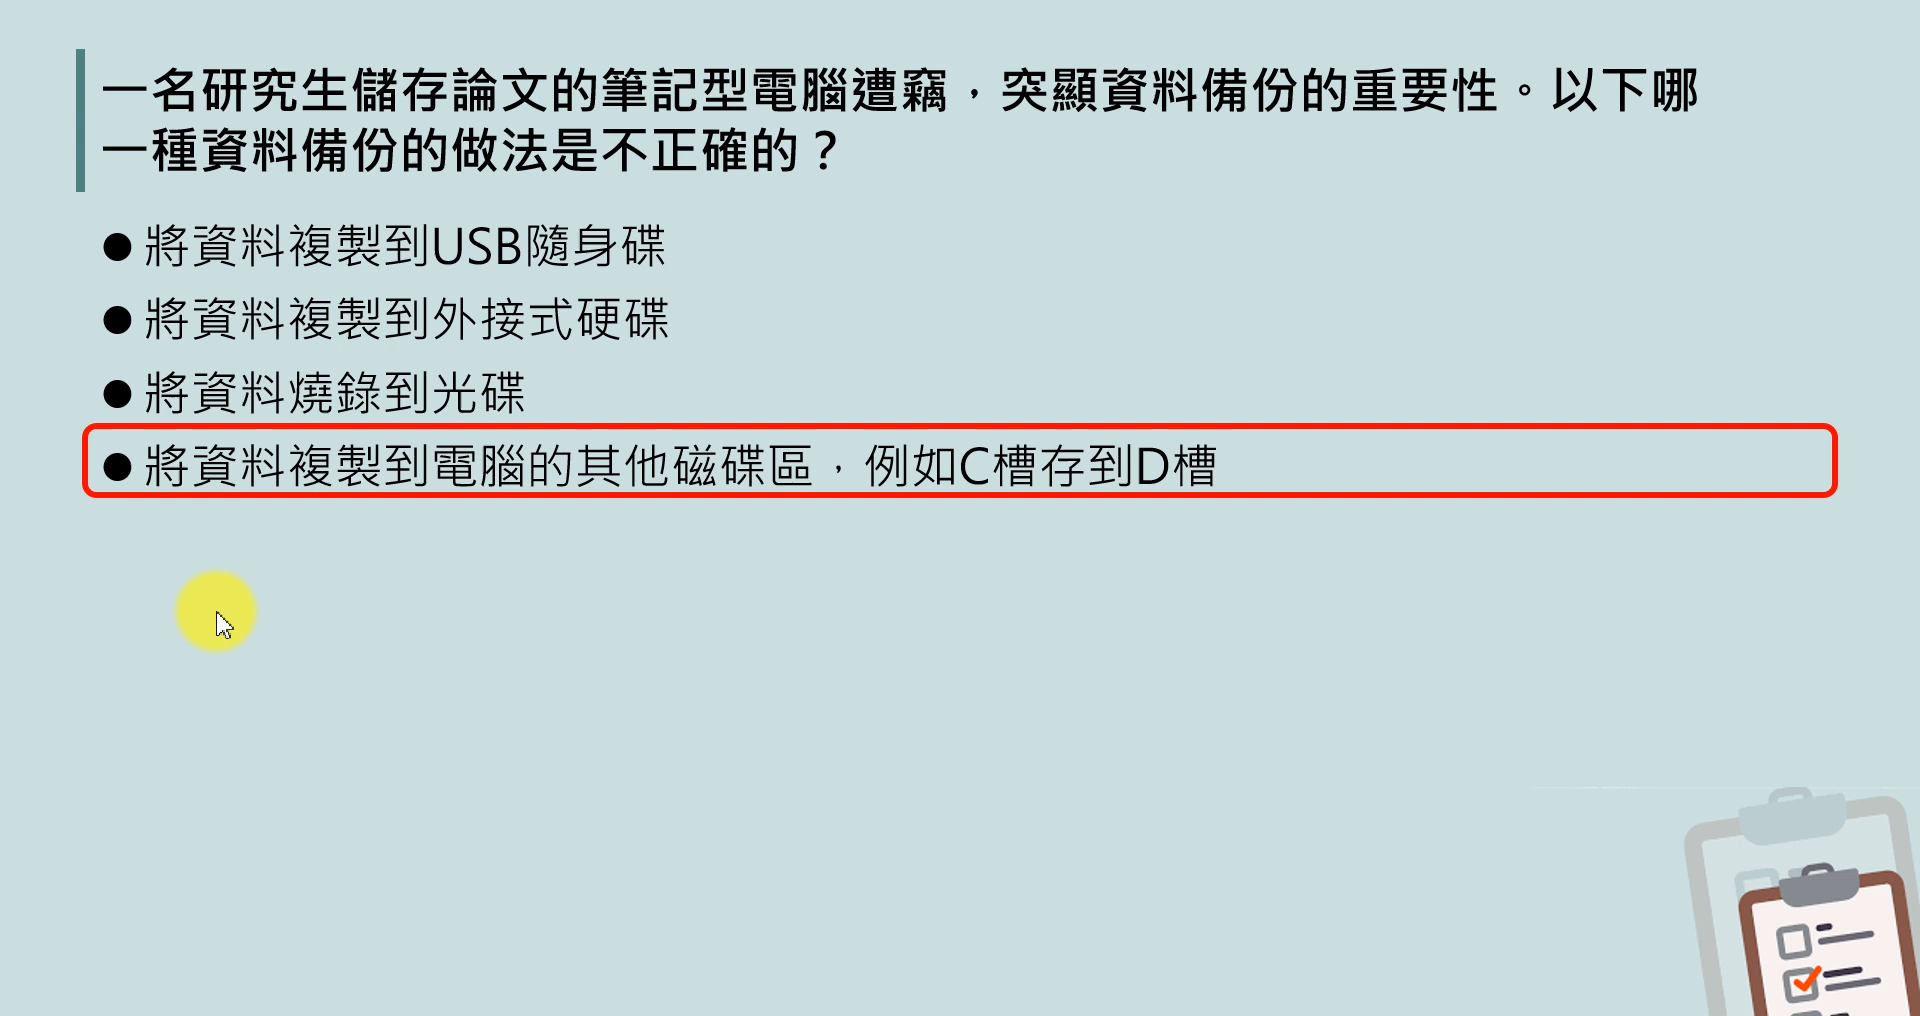 一名研究生儲存論文的筆記型電腦遭竊，突顯資料備份的重要性。以下哪
一種資料備份的做法是不正確的？
●將資料複製到USB隨身碟
●將資料複製到外接式硬碟
●將資料燒錄到光碟
●將資料複製到電腦的其他磁碟區，例如C槽存到D槽